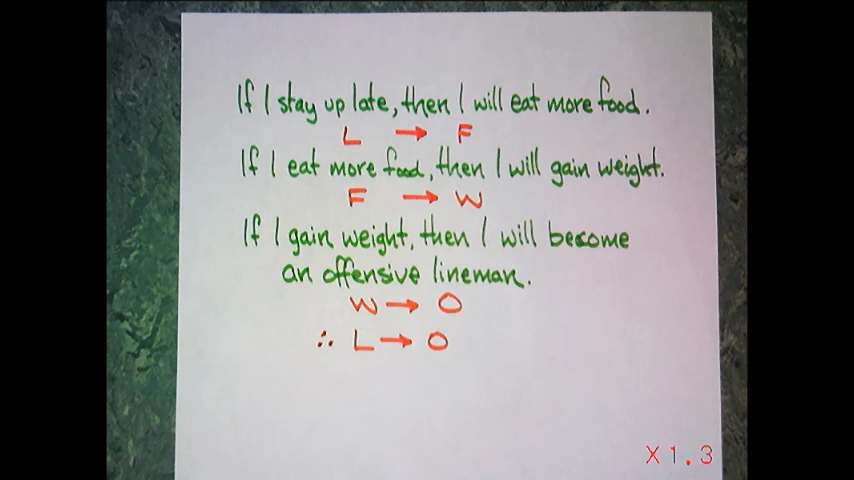 If I stay up late, then I will eat more food.
L → F
If I eat more food, then I will gain weight.
F → W
If I gain weight, then I will become
an offensive lineman.
W → O
∴ L → O
X1.3